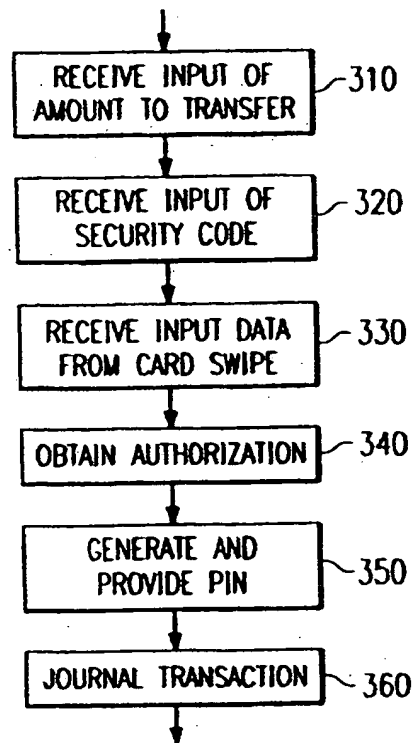 RECEIVE INPUT OF
AMOUNT TO TRANSFER
310
RECEIVE INPUT OF
SECURITY CODE
320
RECEIVE INPUT DATA
FROM CARD SWIPE
330
OBTAIN AUTHORIZATION
340
GENERATE AND
PROVIDE PIN
350
JOURNAL TRANSACTION
360